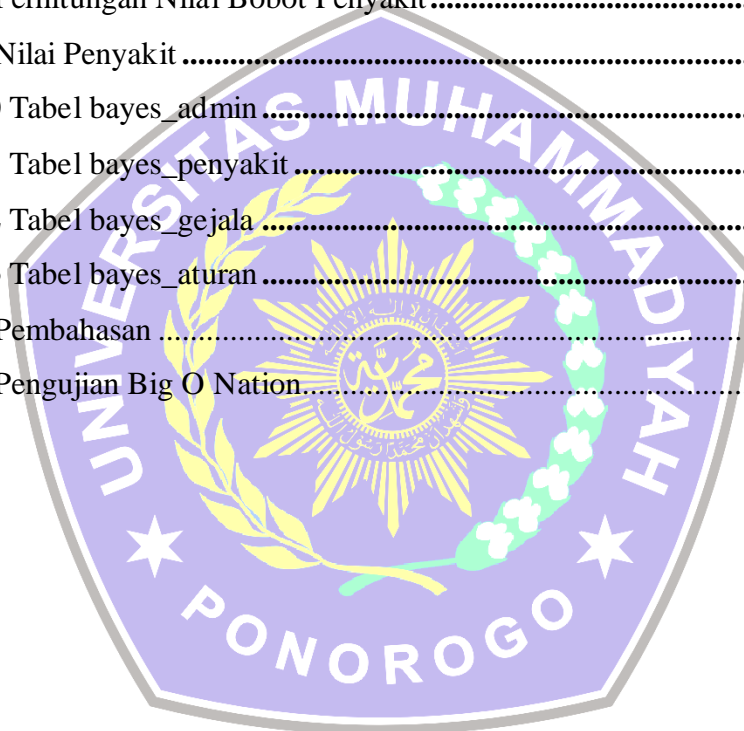 Perhitungan Nilai Bobot Penyakit
Nilai Penyakit
Tabel bayes_admin
Tabel bayes_penyakit
Tabel bayes_gejala
Tabel bayes_aturan
Pembahasan
Pengujian Big O Nation
UNIVERSITAS MUHAMMADIYAH
PONOROGO